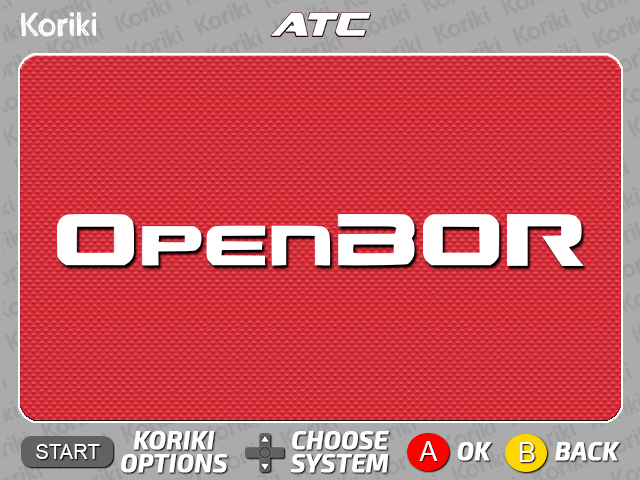 Koriki
ATC
OpenBOR
START
KORIKI
OPTIONS
CHOOSE
SYSTEM
A OK
B BACK